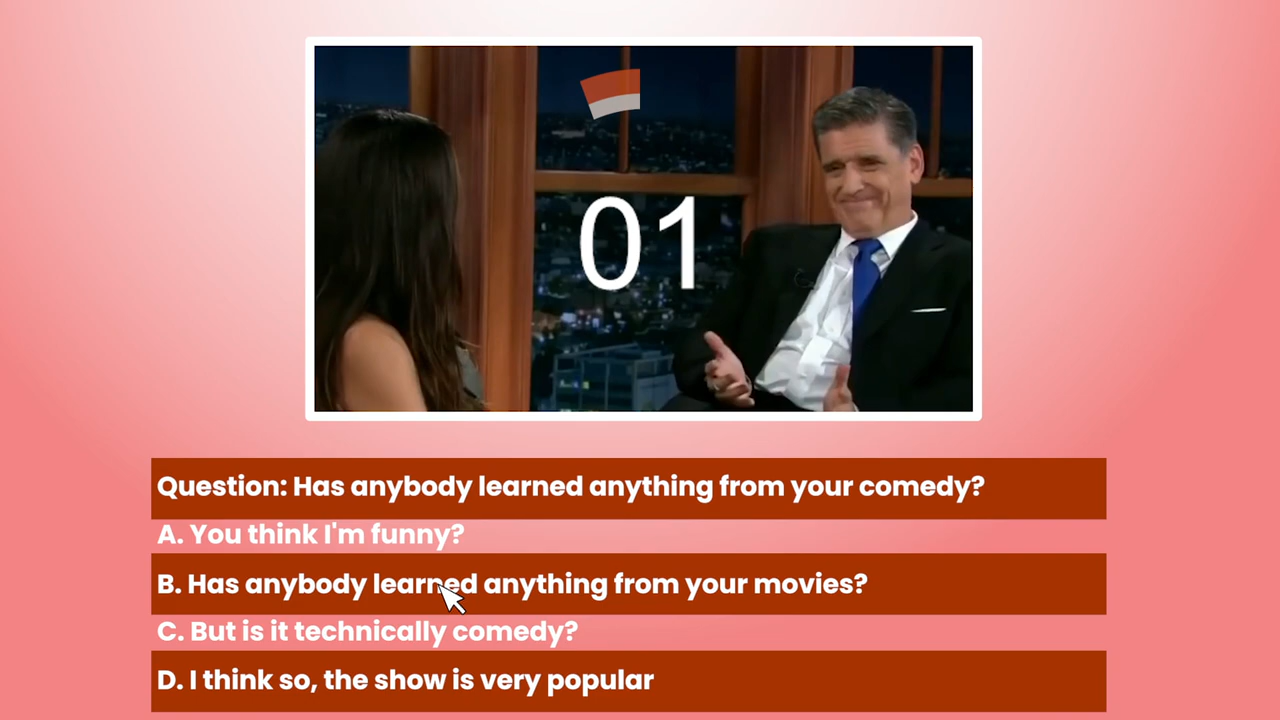 01
Question: Has anybody learned anything from your comedy?
A. You think I'm funny?
B. Has anybody learned anything from your movies?
C. But is it technically comedy?
D. I think so, the show is very popular